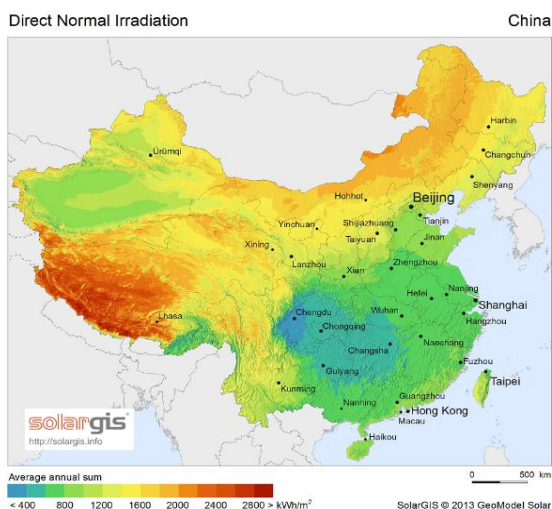 Direct Normal Irradiation
China
Harbin
Changchun
Ürümqi
Shenyang
Hohhot
Beijing
Tianjin
Yinchuan
Shijiazhuang
Taiyuan
Jinan
Xining
Lanzhou
Zhengzhou
Xian
Nanjing
Hefei
Shanghai
Chengdu
Wuhan
Hangzhou
Lhasa
Chongqing
Changsha
Nanchang
Guiyang
Fuzhou
Kunming
Taipei
Guangzhou
Nanning
Hong Kong
Macau
Haikou
solargis
http://solargis.info
Average annual sum
0 500 km
< 400 800 1200 1600 2000 2400 2800 > kWh/m²
SolarGIS © 2013 GeoModel Solar